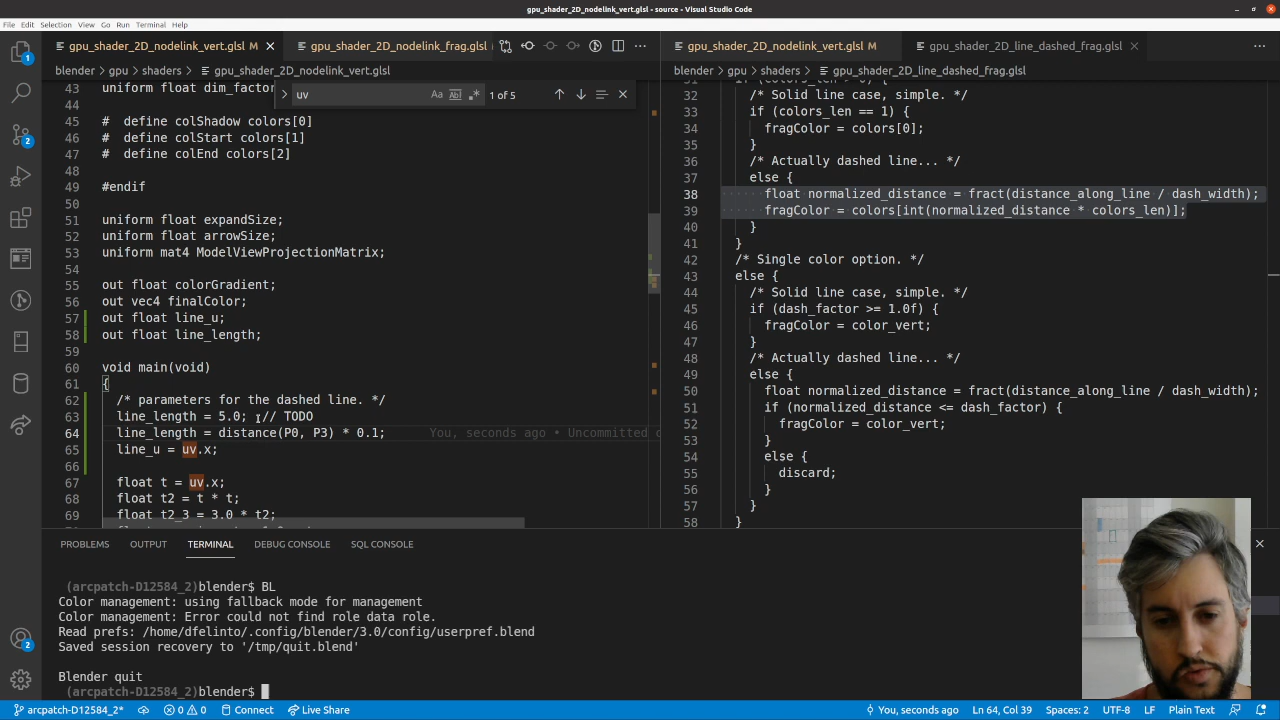 gpu_shader_2D_nodelink_vert.glsl - source - Visual Studio Code
File Edit Selection View Go Run Terminal Help
gpu_shader_2D_nodelink_vert.glsl M
gpu_shader_2D_nodelink_frag.glsl
blender > gpu > shaders > gpu_shader_2D_nodelink_vert.glsl
uv
Aa
Abl
1 of 5
43 uniform float dim_factor
44
45 #  define colShadow colors[0]
46 #  define colStart colors[1]
47 #  define colEnd colors[2]
48
49 #endif
50
51 uniform float expandSize;
52 uniform float arrowSize;
53 uniform mat4 ModelViewProjectionMatrix;
54
55 out float colorGradient;
56 out vec4 finalColor;
57 out float line_u;
58 out float line_length;
59
60 void main(void)
61 {
62 /* parameters for the dashed line. */
63 line_length = 5.0; // TODO
64 line_length = distance(P0, P3) * 0.1; You, seconds ago • Uncommitted c
65 line_u = uv.x;
66
67 float t = uv.x;
68 float t2 = t * t;
69 float t2_3 = 3.0 * t2;
gpu_shader_2D_nodelink_vert.glsl M
gpu_shader_2D_line_dashed_frag.glsl
blender > gpu > shaders > gpu_shader_2D_line_dashed_frag.glsl
32 /* Solid line case, simple. */
33 if (colors_len == 1) {
34 fragColor = colors[0];
35 }
36 /* Actually dashed line... */
37 else {
38 float normalized_distance = fract(distance_along_line / dash_width);
39 fragColor = colors[int(normalized_distance * colors_len)];
40 }
41 }
42 /* Single color option. */
43 else {
44 /* Solid line case, simple. */
45 if (dash_factor >= 1.0f) {
46 fragColor = color_vert;
47 }
48 /* Actually dashed line... */
49 else {
50 float normalized_distance = fract(distance_along_line / dash_width);
51 if (normalized_distance <= dash_factor) {
52 fragColor = color_vert;
53 }
54 else {
55 discard;
56 }
57 }
58 }
PROBLEMS OUTPUT TERMINAL DEBUG CONSOLE SQL CONSOLE
(arcpatch-D12584_2)blender$ BL
Color management: using fallback mode for management
Color management: Error could not find role data role.
Read prefs: /home/dfelinto/.config/blender/3.0/config/userpref.blend
Saved session recovery to '/tmp/quit.blend'
Blender quit
(arcpatch-D12584_2)blender$
1
2
2
arcpatch-D12584_2* 0 0 Connect Live Share You, seconds ago Ln 64, Col 39 Spaces: 2 UTF-8 LF Plain Text